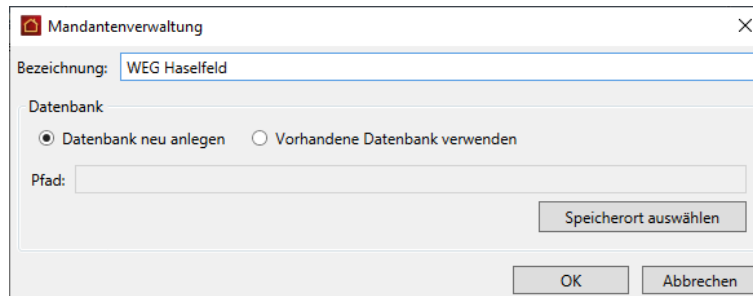 Mandantenverwaltung
Bezeichnung: WEG Haselfeld
Datenbank
Datenbank neu anlegen Vorhandene Datenbank verwenden
Pfad:
Speicherort auswählen
OK Abbrechen